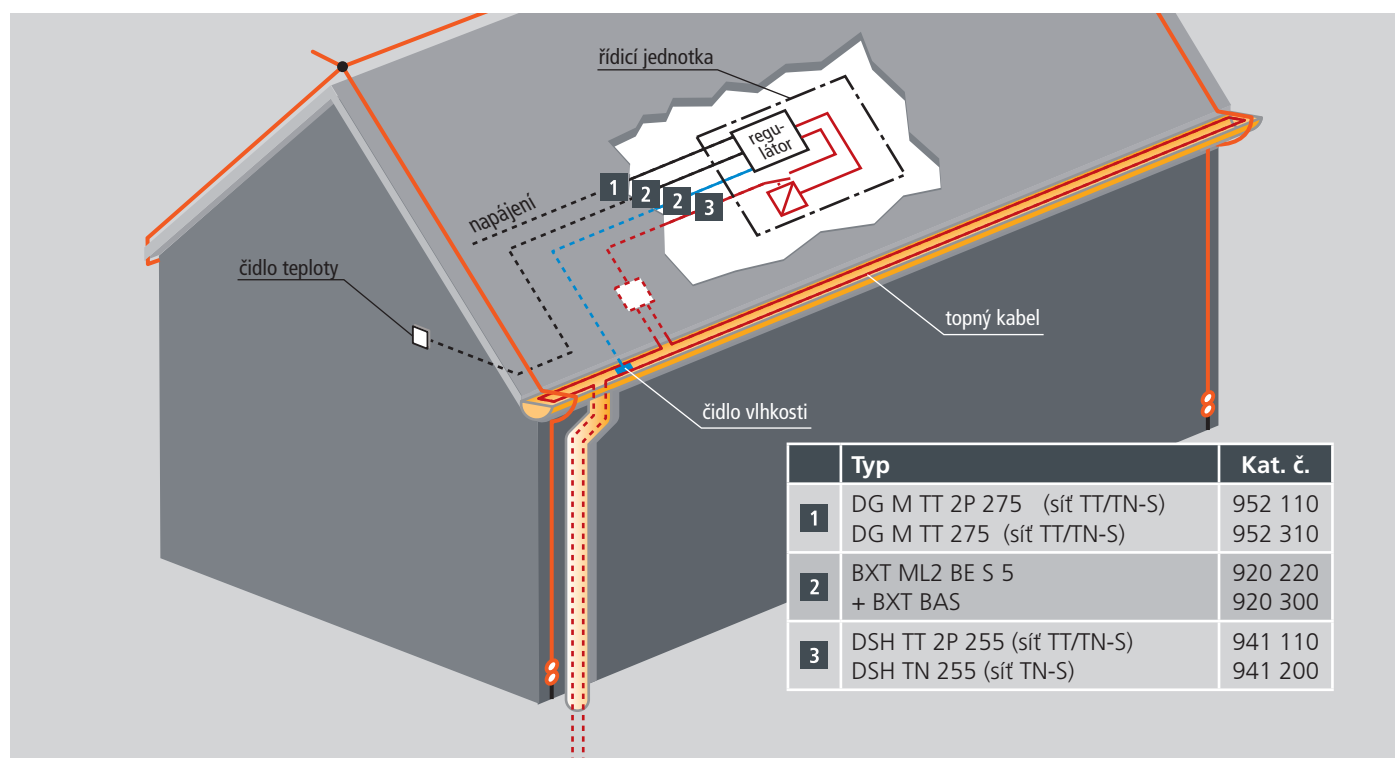 řídicí jednotka
regu-
látor
1
2
2
3
napájení
čidlo teploty
topný kabel
čidlo vlhkosti
Typ Kat. č.
1
DG M TT 2P 275 (síť TT/TN-S) 952 110
DG M TT 275 (síť TT/TN-S) 952 310
2
BXT ML2 BE S 5 920 220
+ BXT BAS 920 300
3
DSH TT 2P 255 (síť TT/TN-S) 941 110
DSH TN 255 (síť TN-S) 941 200